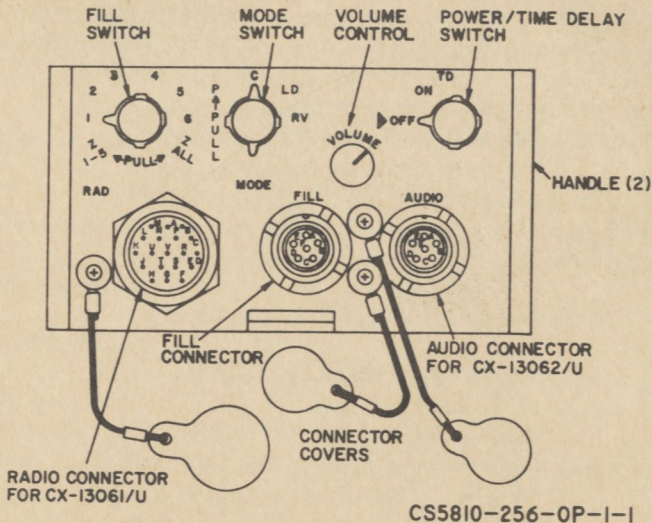 FILL
SWITCH
MODE
SWITCH
VOLUME
CONTROL
POWER/TIME DELAY
SWITCH
1
2
3
4
5
6
Z
1-5
PULL
Z
ALL
P
PULL
C
LD
RV
VOLUME
OFF
ON
TD
HANDLE (2)
RAD
MODE
FILL
AUDIO
FILL
CONNECTOR
AUDIO CONNECTOR
FOR CX-13062/U
CONNECTOR
COVERS
RADIO CONNECTOR
FOR CX-13061/U
CS5810-256-OP-1-1